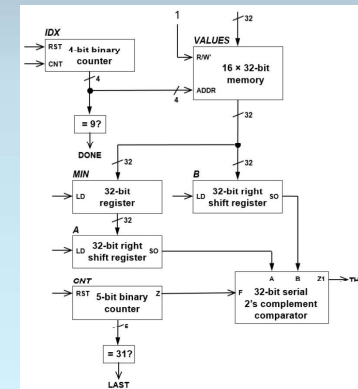 1
32
IDX
VALUES
RST
CNT
4-bit binary
counter
R/W'
ADDR
16 × 32-bit
memory
4
4
= 9?
DONE
32
32
32
MIN
B
LD
32-bit
register
LD
32-bit right
shift register
SO
32
A
LD
32-bit right
shift register
SO
CNT
RST
5-bit binary
counter
Z
A
B
Z1
F
32-bit serial
2's complement
comparator
= 31?
LAST